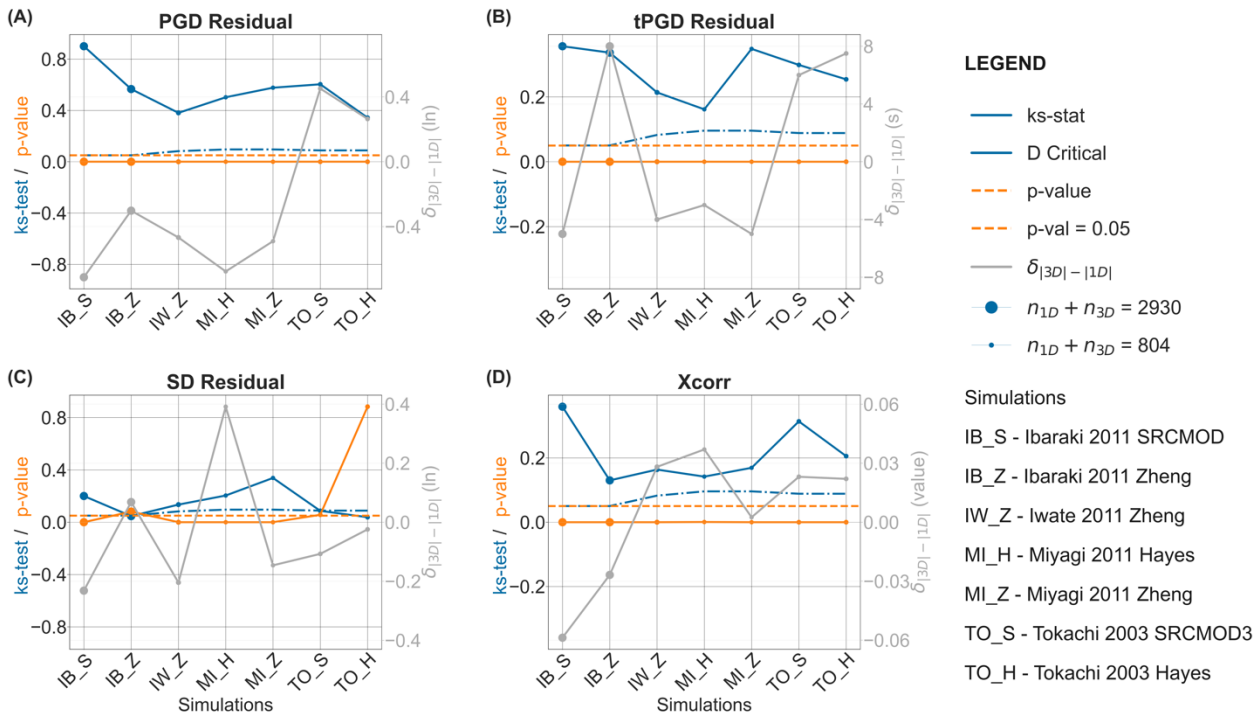 (A)
PGD Residual
0.8
0.4
0.0
−0.4
−0.8
ks-test / p-value
0.4
0.0
−0.4
δ|3D|−|1D| (ln)
IB_S
IB_Z
IW_Z
MI_H
MI_Z
TO_S
TO_H
(B)
tPGD Residual
0.2
0.0
−0.2
8
4
0
−4
−8
δ|3D|−|1D| (s)
IB_S
IB_Z
IW_Z
MI_H
MI_Z
TO_S
TO_H
(C)
SD Residual
0.8
0.4
0.0
−0.4
−0.8
ks-test / p-value
0.4
0.2
0.0
−0.2
−0.4
δ|3D|−|1D| (ln)
IB_S
IB_Z
IW_Z
MI_H
MI_Z
TO_S
TO_H
Simulations
(D)
Xcorr
0.2
0.0
−0.2
0.06
0.03
0.00
−0.03
−0.06
δ|3D|−|1D| (value)
IB_S
IB_Z
IW_Z
MI_H
MI_Z
TO_S
TO_H
Simulations
LEGEND
ks-stat
D Critical
p-value
p-val = 0.05
δ|3D|−|1D|
n1D + n3D = 2930
n1D + n3D = 804
Simulations
IB_S - Ibaraki 2011 SRCMOD
IB_Z - Ibaraki 2011 Zheng
IW_Z - Iwate 2011 Zheng
MI_H - Miyagi 2011 Hayes
MI_Z - Miyagi 2011 Zheng
TO_S - Tokachi 2003 SRCMOD3
TO_H - Tokachi 2003 Hayes